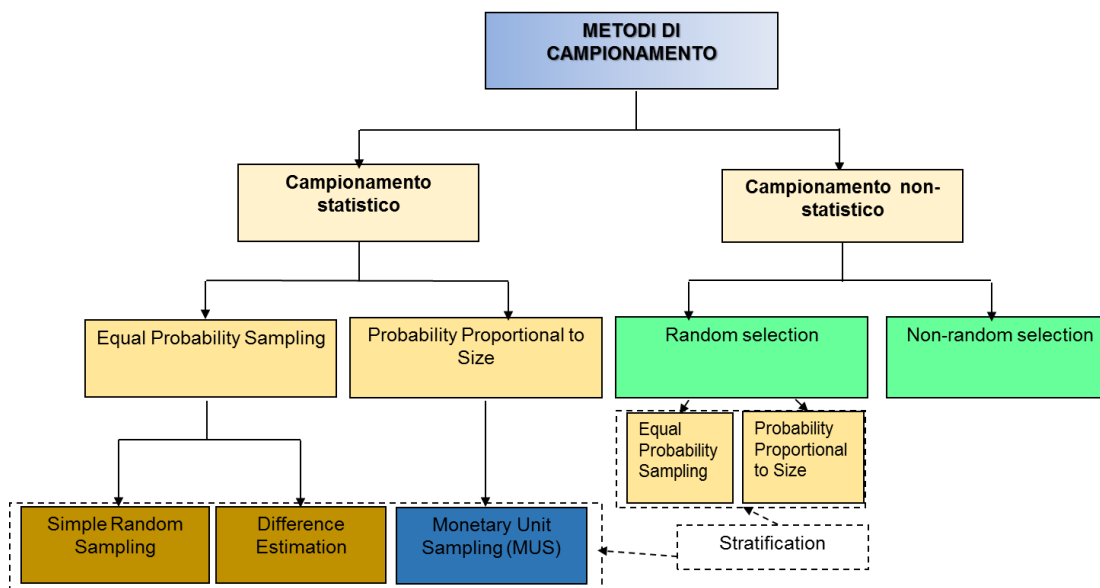 METODI DI
CAMPIONAMENTO
Campionamento
statistico
Campionamento non-
statistico
Equal Probability Sampling
Probability Proportional to
Size
Random selection
Non-random selection
Equal
Probability
Sampling
Probability
Proportional
to Size
Simple Random
Sampling
Difference
Estimation
Monetary Unit
Sampling (MUS)
Stratification